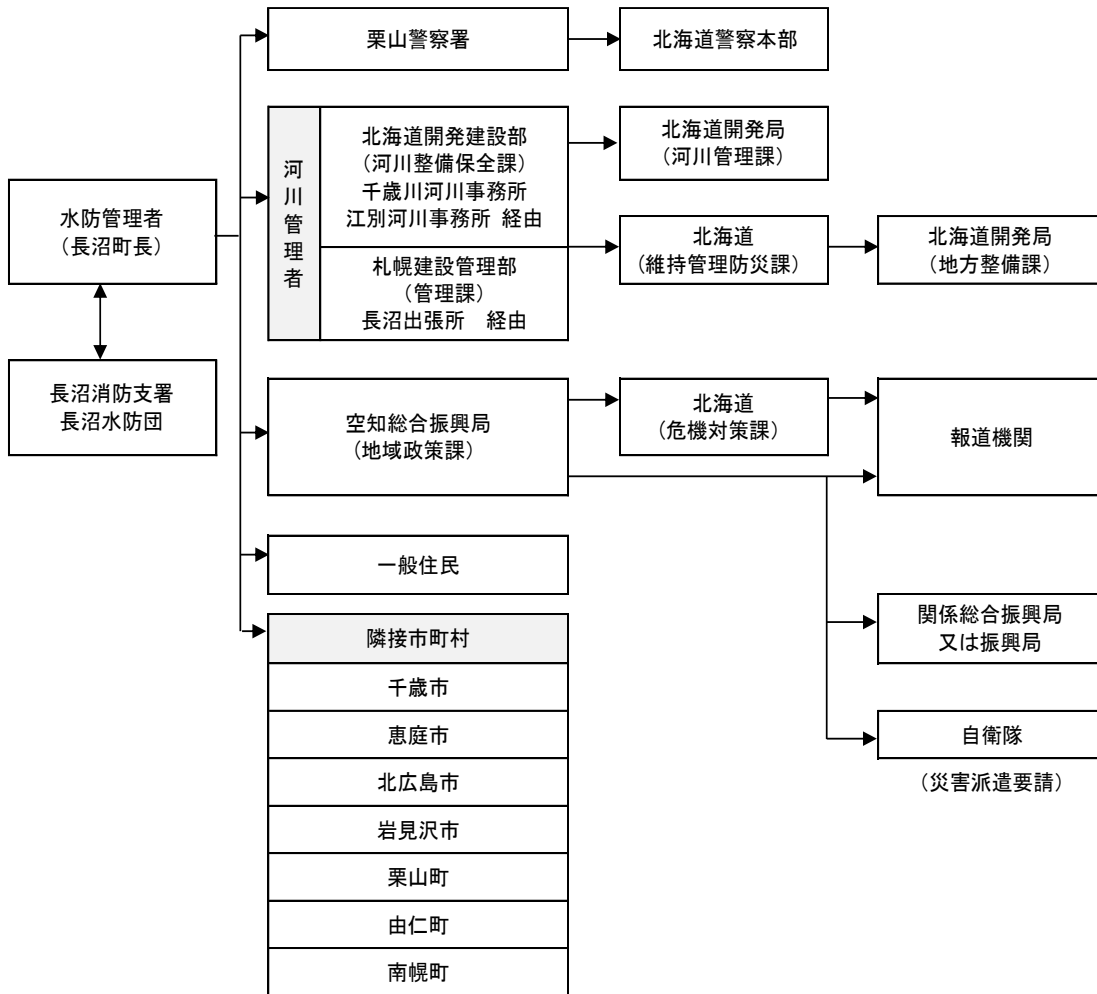 水防管理者
（長沼町長）
長沼消防支署
長沼水防団
栗山警察署
北海道警察本部
河川管理者
北海道開発建設部
（河川整備保全課）
千歳川河川事務所
江別河川事務所 経由
札幌建設管理部
（管理課）
長沼出張所　経由
北海道開発局
（河川管理課）
北海道
（維持管理防災課）
北海道開発局
（地方整備課）
空知総合振興局
（地域政策課）
北海道
（危機対策課）
報道機関
関係総合振興局
又は振興局
自衛隊
（災害派遣要請）
一般住民
隣接市町村
千歳市
恵庭市
北広島市
岩見沢市
栗山町
由仁町
南幌町